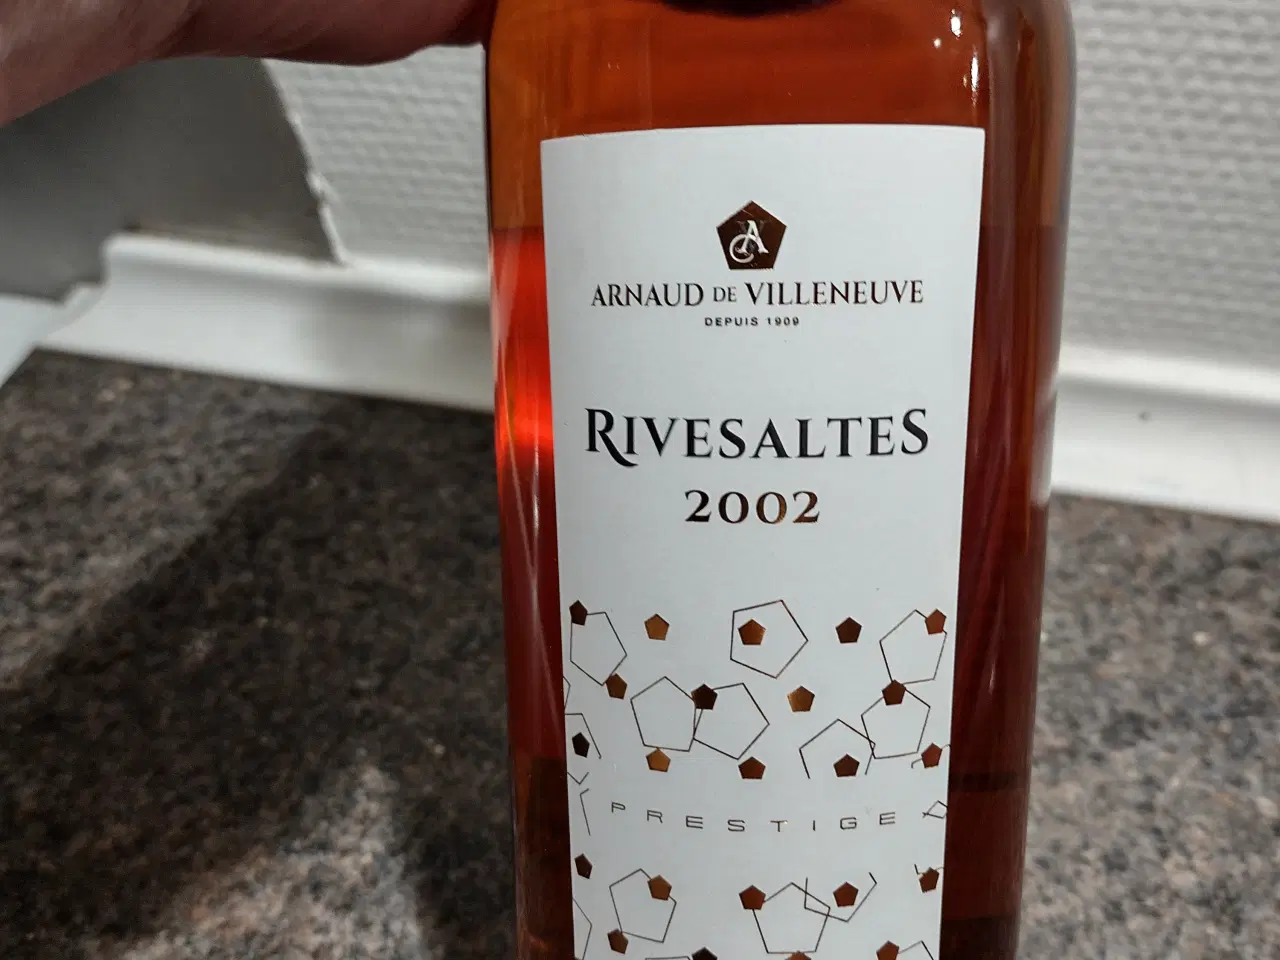 ARNAUD DE VILLENEUVE
DEPUIS 1909
RIVESALTES
2002
PRESTIGE